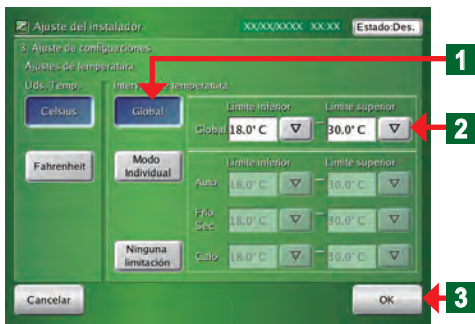 Ajuste del instalador XX/XX/XXXX XX:XX Estado:Des.
3. Ajuste de configuraciones
Ajustes de temperatura
Uds. Temp. Intervalo de temperatura
Celsius Global Límite inferior Límite superior
Global 18.0°C ▽ – 30.0°C ▽
Fahrenheit Modo Individual Límite inferior Límite superior
Auto 18.0°C ▽ – 30.0°C ▽
Frío Sec 18.0°C ▽ – 30.0°C ▽
Ninguna limitación Calo 18.0°C ▽ – 30.0°C ▽
Cancelar OK
1
2
3